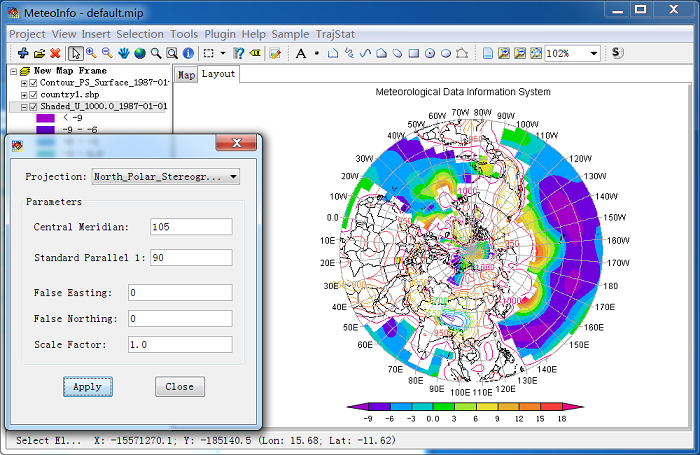 MeteoInfo - default.mip
Project View Insert Selection Tools Plugin Help Sample TrajStat
A
102%
New Map Frame
Contour_PS_Surface_1987-01-01
country1.shp
Shaded_U_1000.0_1987-01-01
< -9
-9 - -6
Map Layout
Meteorological Data Information System
70W 80W 90W 100W 110W
60W 120W
50W 130W
40W 140W
30W 150W
20W 160W
10W 170W
0.0 180
10E 170W
20E 160W
30E 170E
40E 160E
50E 150E
60E 140E
70E 130E
80E 120E
90E 100E 110E
-9 -6 -3 0.0 3 6 9 12 15 18
Projection: North_Polar_Stereogr...
Parameters
Central Meridian: 105
Standard Parallel 1: 90
False Easting: 0
False Northing: 0
Scale Factor: 1.0
Apply Close
Select El... X: -15571270.1; Y: -185140.5 (Lon: 15.68; Lat: -11.62)